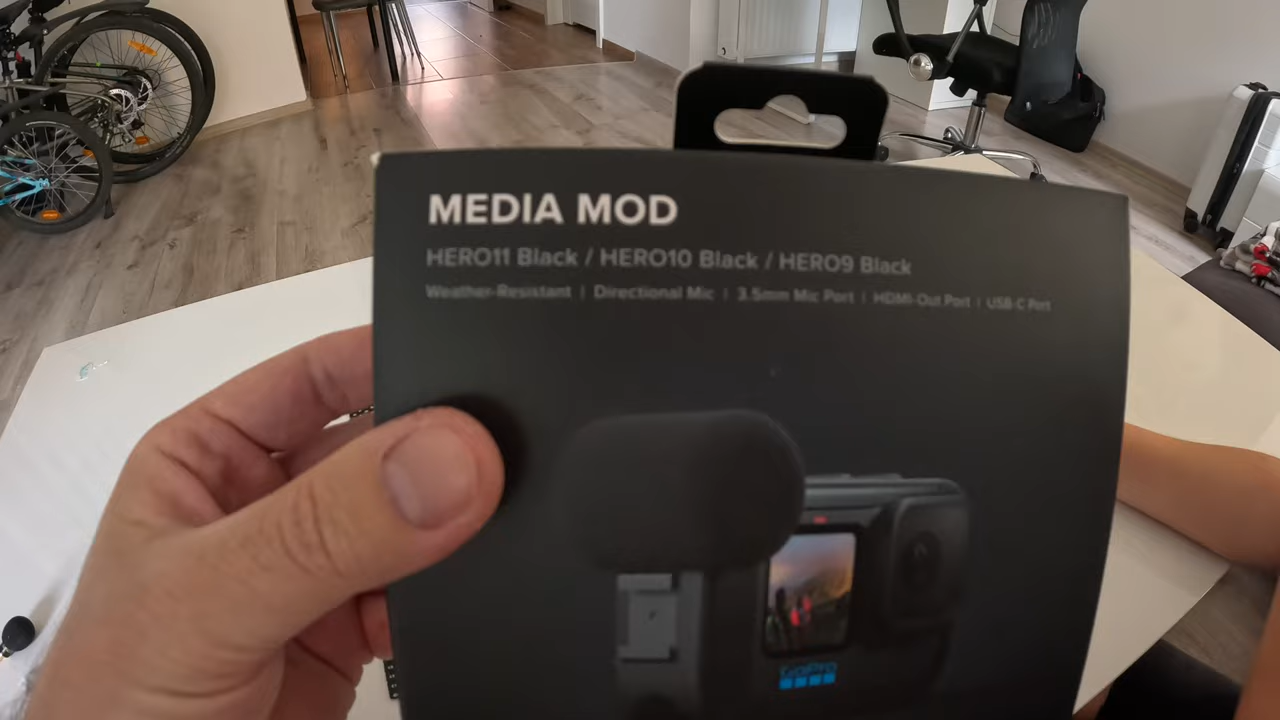 MEDIA MOD
HERO11 Black / HERO10 Black / HERO9 Black
Weather-Resistant | Directional Mic | 3.5mm Mic Port | HDMI-Out Port | USB-C Port
GoPro